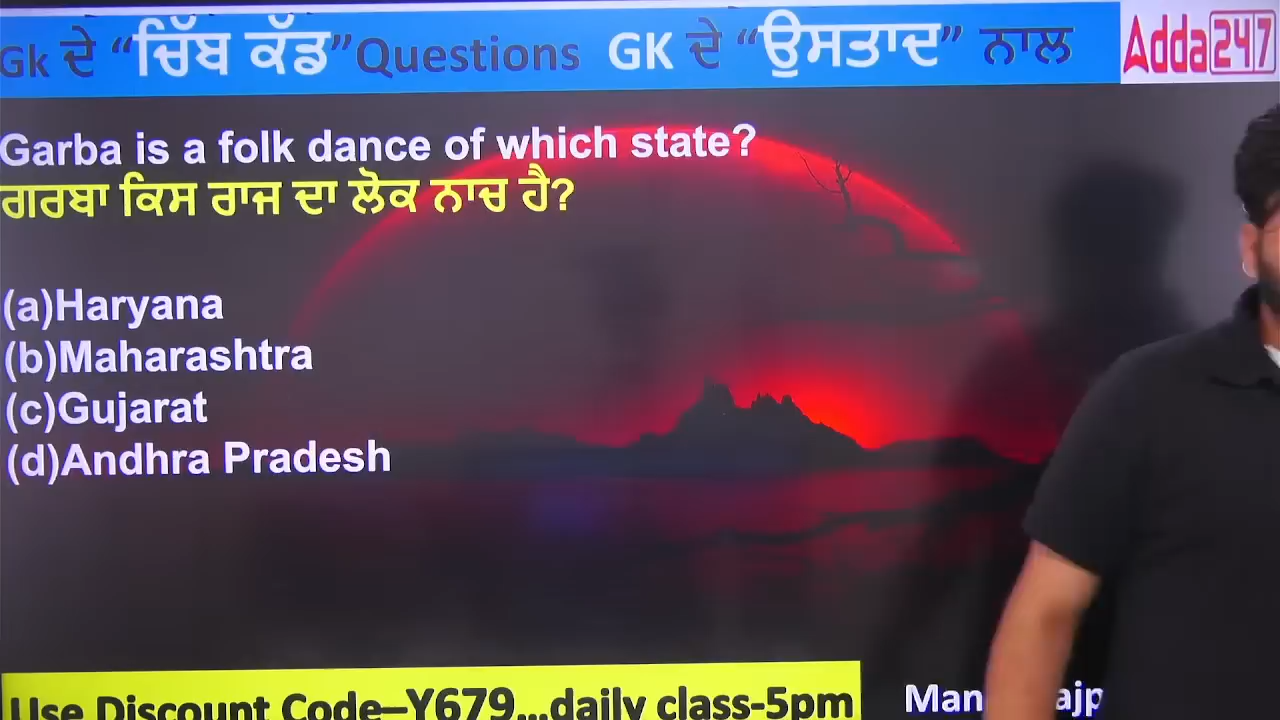 Gk ਦੇ “ਚਿੱਬ ਕੱਢ”Questions GK ਦੇ “ਉਸਤਾਦ” ਨਾਲ
Adda247
Garba is a folk dance of which state?
ਗਰਬਾ ਕਿਸ ਰਾਜ ਦਾ ਲੋਕ ਨਾਚ ਹੈ?
(a)Haryana
(b)Maharashtra
(c)Gujarat
(d)Andhra Pradesh
Use Discount Code–Y679...daily class-5pm